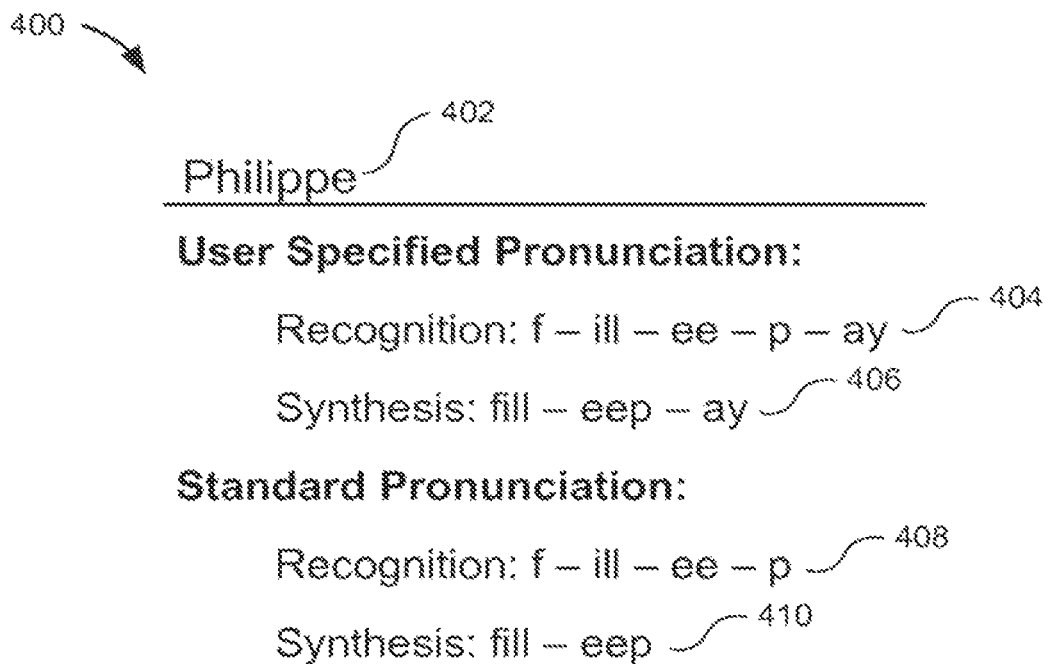 400
402
Philippe
User Specified Pronunciation:
Recognition: f – ill – ee – p – ay
404
Synthesis: fill – eep – ay
406
Standard Pronunciation:
Recognition: f – ill – ee – p
408
Synthesis: fill – eep
410